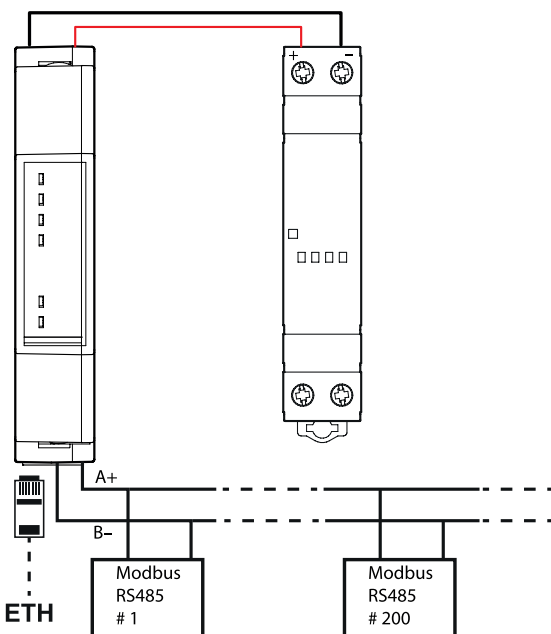 + −
A+
B−
ETH
Modbus
RS485
# 1
Modbus
RS485
# 200